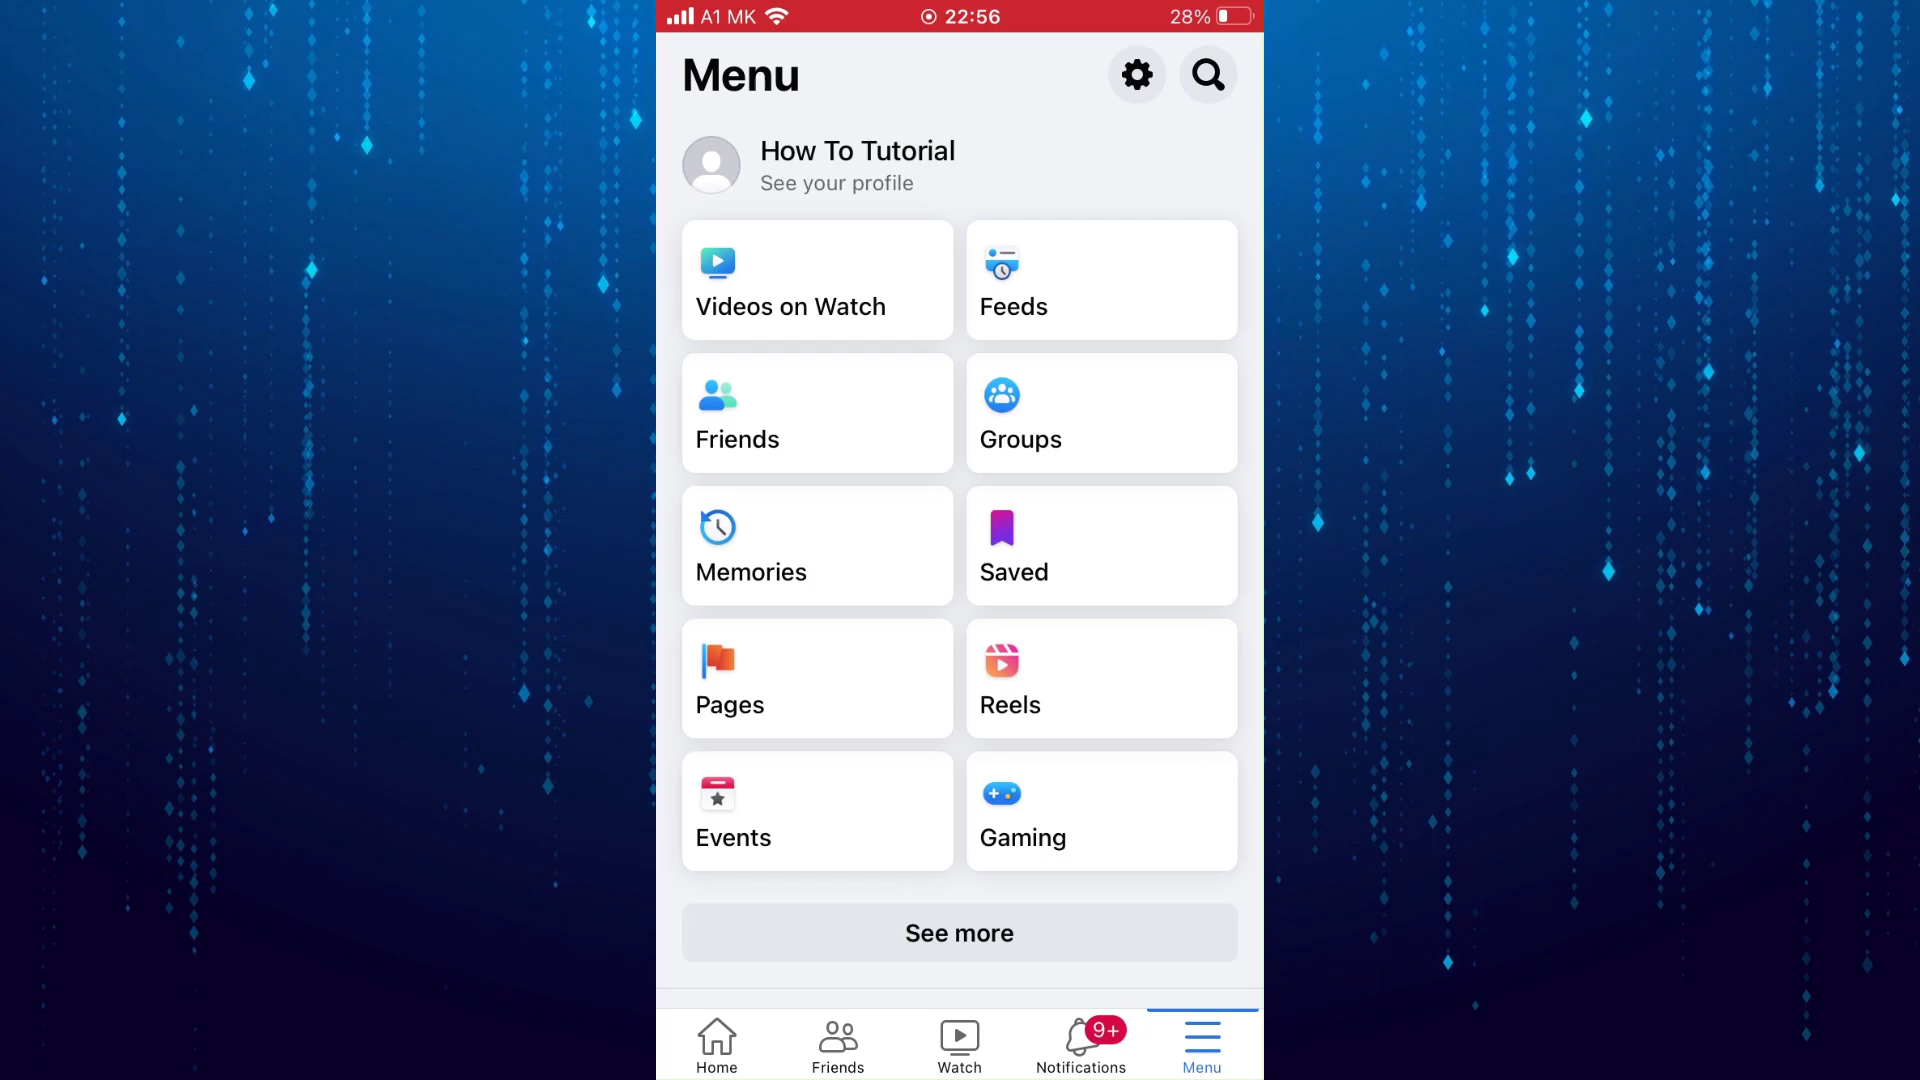 A1 MK 22:56 28%
Menu
How To Tutorial
See your profile
Videos on Watch
Feeds
Friends
Groups
Memories
Saved
Pages
Reels
Events
Gaming
See more
9+
Home Friends Watch Notifications Menu